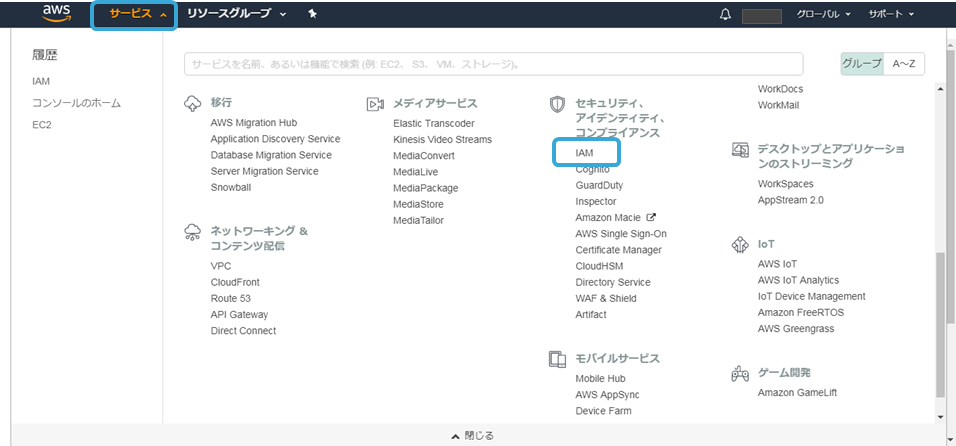 aws サービス リソースグループ グローバル サポート
履歴
IAM
コンソールのホーム
EC2
サービスを名前、あるいは機能で検索 (例: EC2、S3、VM、ストレージ)。
グループ A〜Z
移行
AWS Migration Hub
Application Discovery Service
Database Migration Service
Server Migration Service
Snowball
ネットワーキング &
コンテンツ配信
VPC
CloudFront
Route 53
API Gateway
Direct Connect
メディアサービス
Elastic Transcoder
Kinesis Video Streams
MediaConvert
MediaLive
MediaPackage
MediaStore
MediaTailor
セキュリティ、
アイデンティティ、
コンプライアンス
IAM
Cognito
GuardDuty
Inspector
Amazon Macie
AWS Single Sign-On
Certificate Manager
CloudHSM
Directory Service
WAF & Shield
Artifact
モバイルサービス
Mobile Hub
AWS AppSync
Device Farm
WorkDocs
WorkMail
デスクトップとアプリケーショ
ンのストリーミング
WorkSpaces
AppStream 2.0
IoT
AWS IoT
AWS IoT Analytics
IoT Device Management
Amazon FreeRTOS
AWS Greengrass
ゲーム開発
Amazon GameLift
閉じる